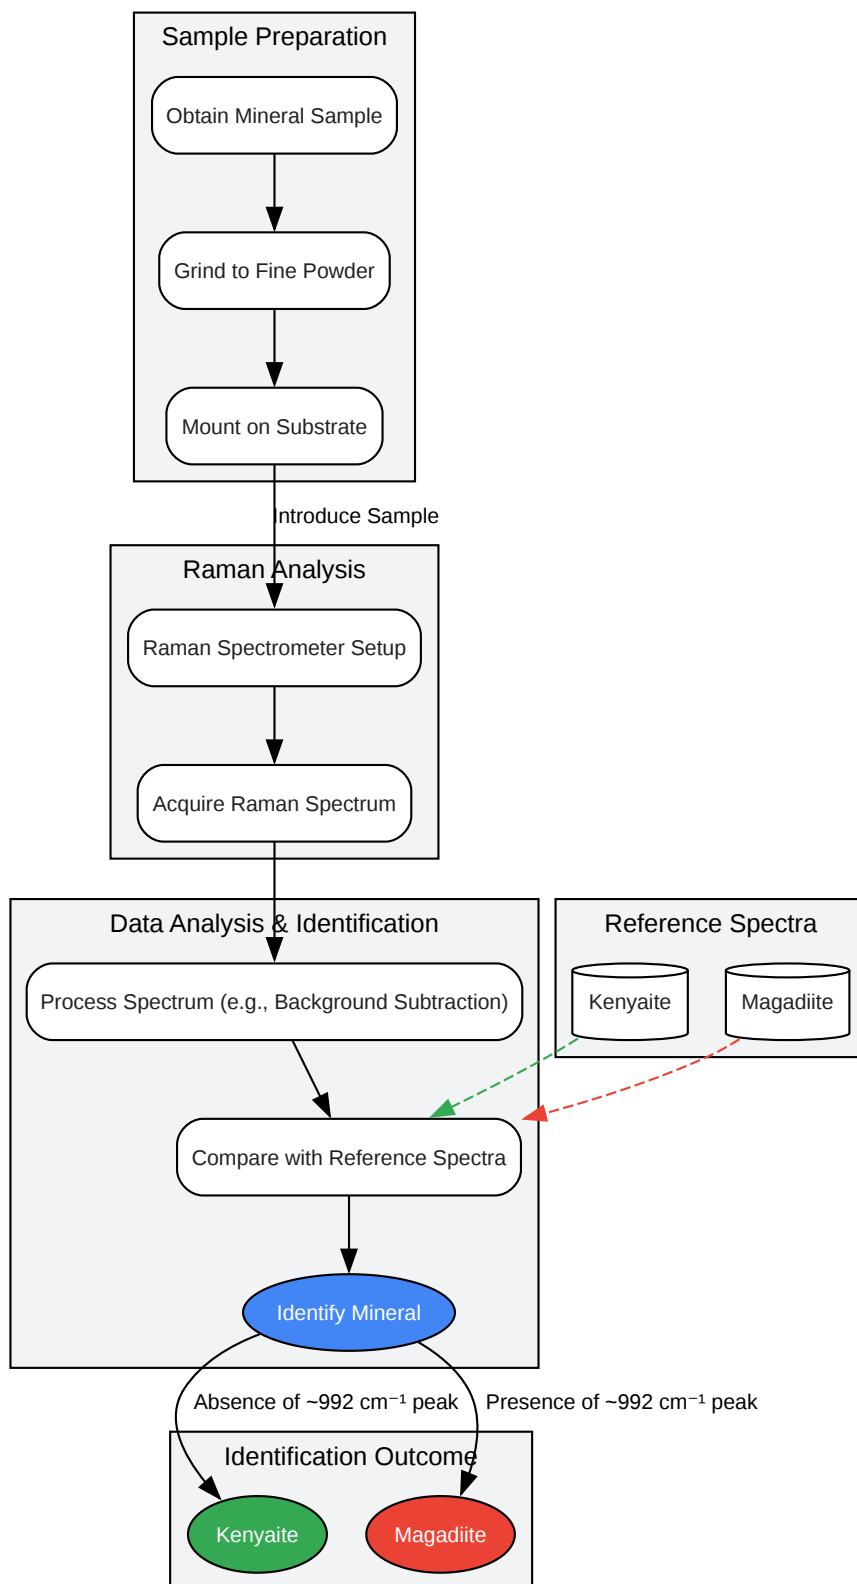 Sample Preparation
Obtain Mineral Sample
Grind to Fine Powder
Mount on Substrate
Introduce Sample
Raman Analysis
Raman Spectrometer Setup
Acquire Raman Spectrum
Data Analysis & Identification
Reference Spectra
Process Spectrum (e.g., Background Subtraction)
Kenyaite
Magadiite
Compare with Reference Spectra
Identify Mineral
Absence of ~992 cm⁻¹ peak
Presence of ~992 cm⁻¹ peak
Identification Outcome
Kenyaite
Magadiite